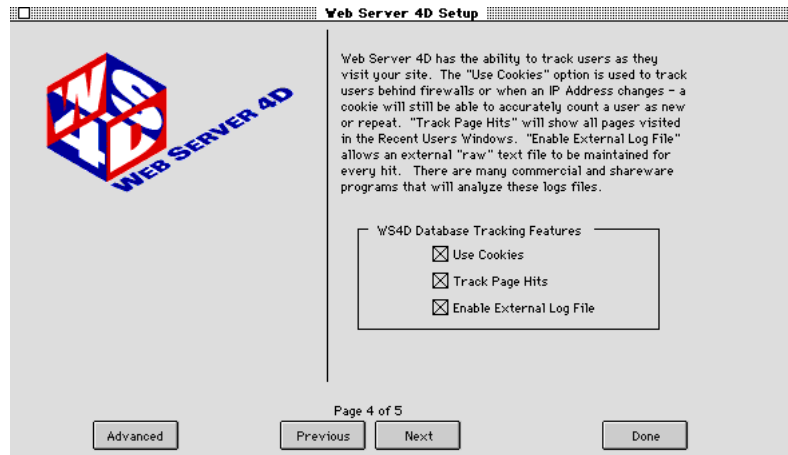 Web Server 4D Setup
WS4D
WEB SERVER 4D
Web Server 4D has the ability to track users as they
visit your site. The "Use Cookies" option is used to track
users behind firewalls or when an IP Address changes - a
cookie will still be able to accurately count a user as new
or repeat. "Track Page Hits" will show all pages visited
in the Recent Users Windows. "Enable External Log File"
allows an external "raw" text file to be maintained for
every hit. There are many commercial and shareware
programs that will analyze these logs files.
WS4D Database Tracking Features
Use Cookies
Track Page Hits
Enable External Log File
Page 4 of 5
Advanced
Previous
Next
Done